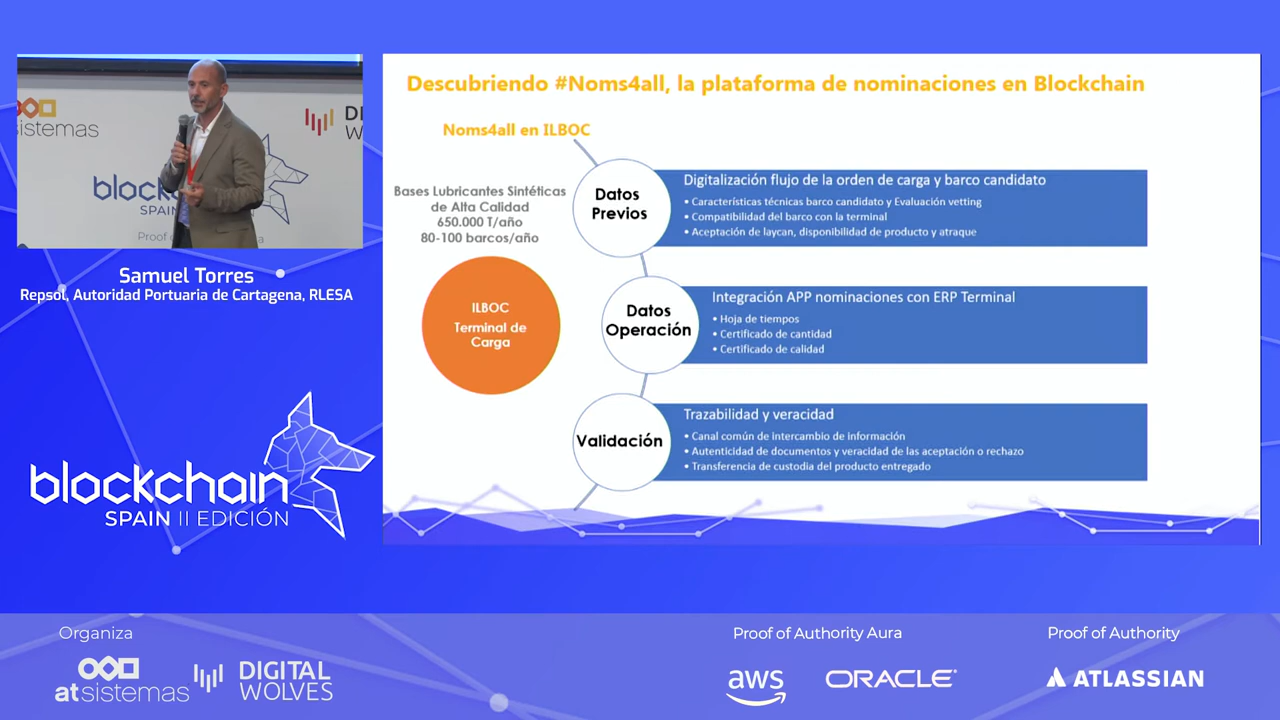 sistemas
DI
W
block
SPAIN
Proof
Samuel Torres
Repsol, Autoridad Portuaria de Cartagena, RLESA
blockchain
SPAIN II EDICIÓN
Descubriendo #Noms4all, la plataforma de nominaciones en Blockchain
Noms4all en ILBOC
Bases Lubricantes Sintéticas
de Alta Calidad
650.000 T/año
80-100 barcos/año
ILBOC
Terminal de
Carga
Datos
Previos
Digitalización flujo de la orden de carga y barco candidato
• Características técnicas barco candidato y Evaluación vetting
• Compatibilidad del barco con la terminal
• Aceptación de laycan, disponibilidad de producto y atraque
Datos
Operación
Integración APP nominaciones con ERP Terminal
• Hoja de tiempos
• Certificado de cantidad
• Certificado de calidad
Validación
Trazabilidad y veracidad
• Canal común de intercambio de información
• Autenticidad de documentos y veracidad de las aceptación o rechazo
• Transferencia de custodia del producto entregado
Organiza
atsistemas
DIGITAL
WOLVES
Proof of Authority Aura
aws
ORACLE
Proof of Authority
ATLASSIAN